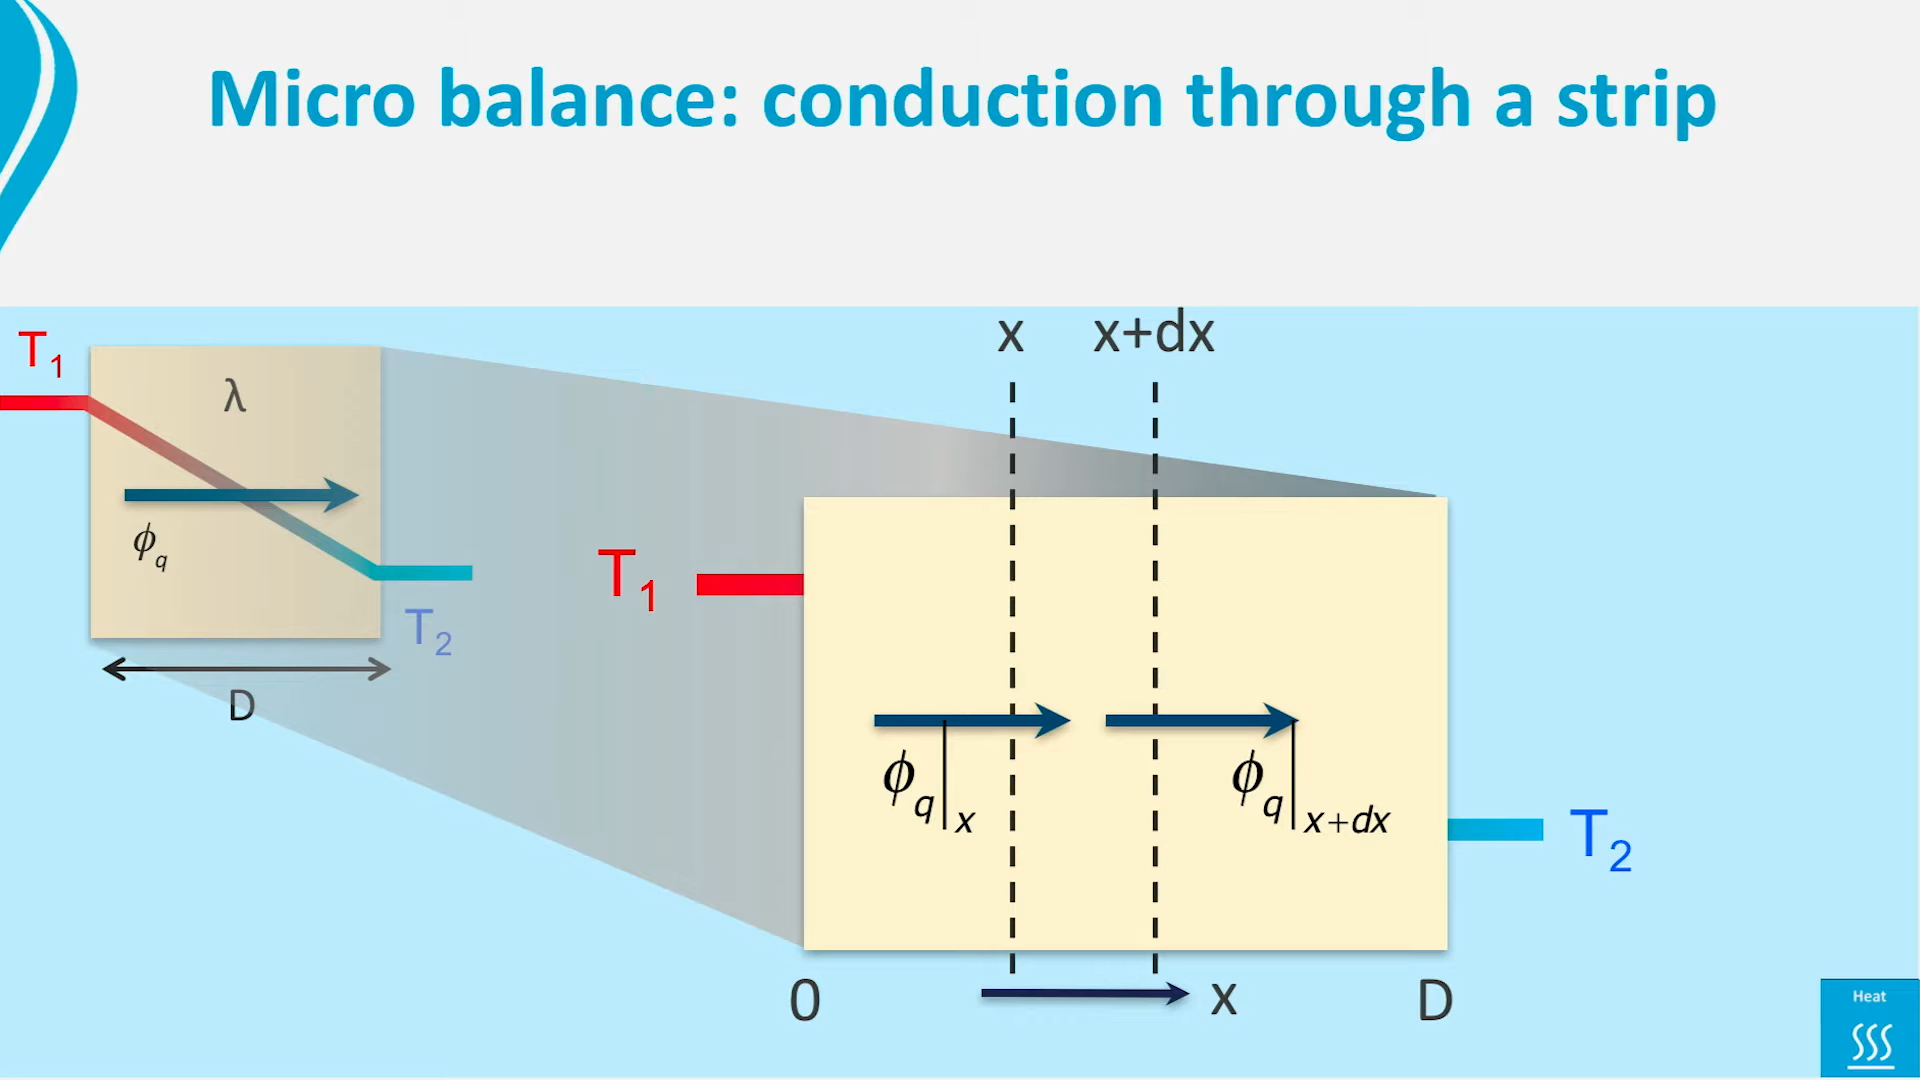 Micro balance: conduction through a strip
T1
λ
ϕq
T2
D
x
x+dx
T1
ϕq|x
ϕq|x+dx
T2
0
x
D
Heat